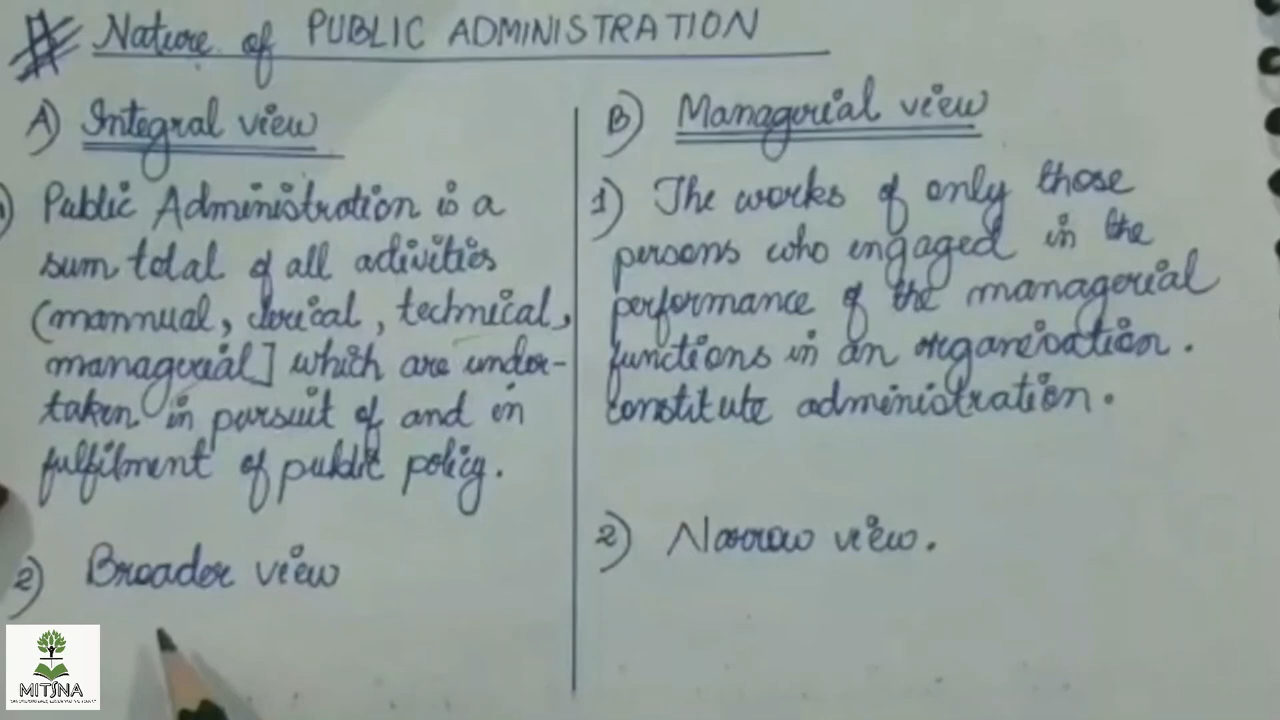 # Nature of PUBLIC ADMINISTRATION
A) Integral view
1) Public Administration is a
sum total of all activities
(mannual, clerical, technical,
managerial] which are under-
taken in pursuit of and in
fulfilment of public policy.
2) Broader view
B) Managerial view
1) The works of only those
persons who engaged in the
performance of the managerial
functions in an organisation.
constitute administration.
2) Narrow view.
MITJNA